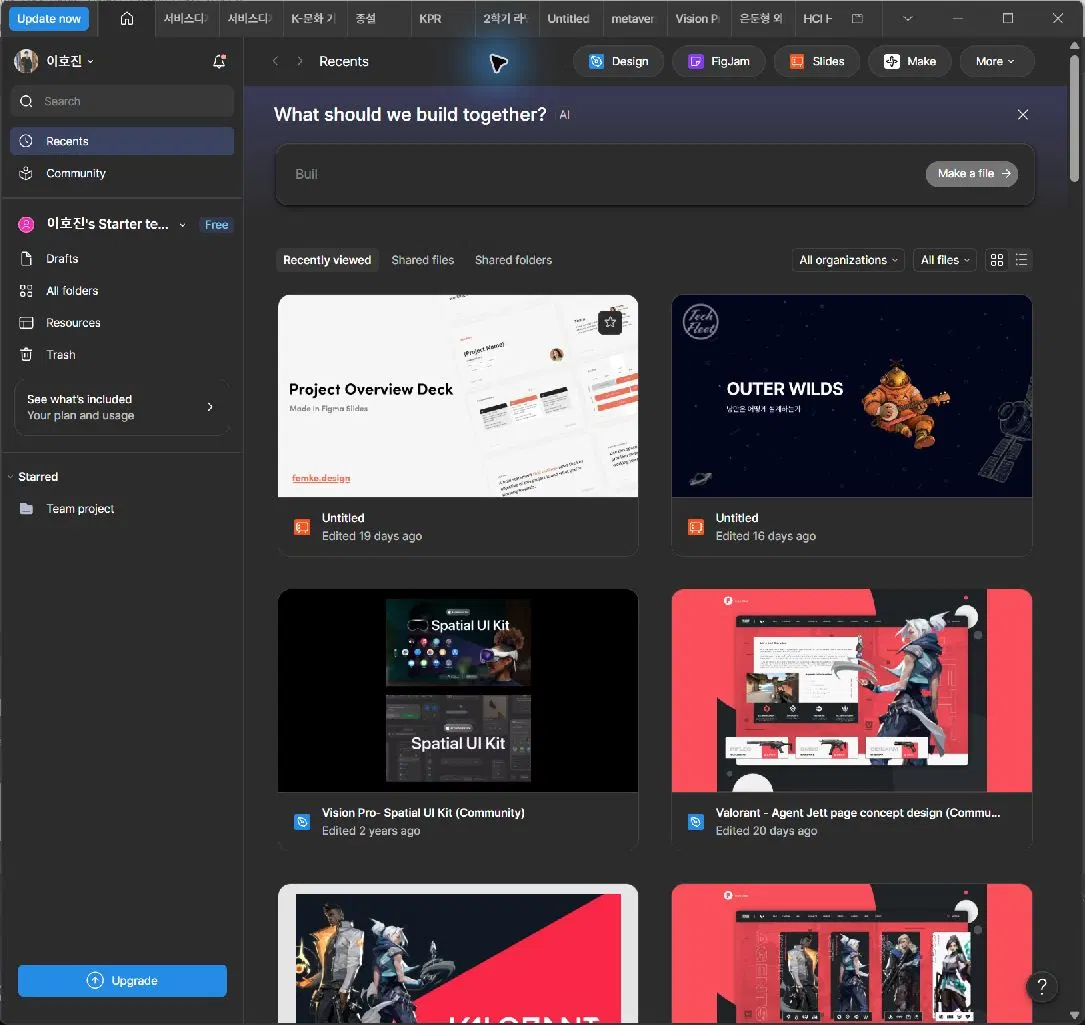 Update now
서비스디
서비스디
K-문화 기
종설
KPR
2학기 라
Untitled
metaver
Vision Pi
은둔형 외
HCI
이호진
Recents
Design
FigJam
Slides
Make
More
Search
Recents
Community
What should we build together? AI
Buil
Make a file →
이호진's Starter te... Free
Drafts
All folders
Resources
Trash
See what's included
Your plan and usage
Starred
Team project
Upgrade
Recently viewed
Shared files
Shared folders
All organizations
All files
{Project Name}
Project Overview Deck
Made in Figma Slides
femke.design
Untitled
Edited 19 days ago
Tech Fleet
OUTER WILDS
Untitled
Edited 16 days ago
Spatial UI Kit
Spatial UI Kit
Vision Pro- Spatial UI Kit (Community)
Edited 2 years ago
Valorant - Agent Jett page concept design (Commu...
Edited 20 days ago
?